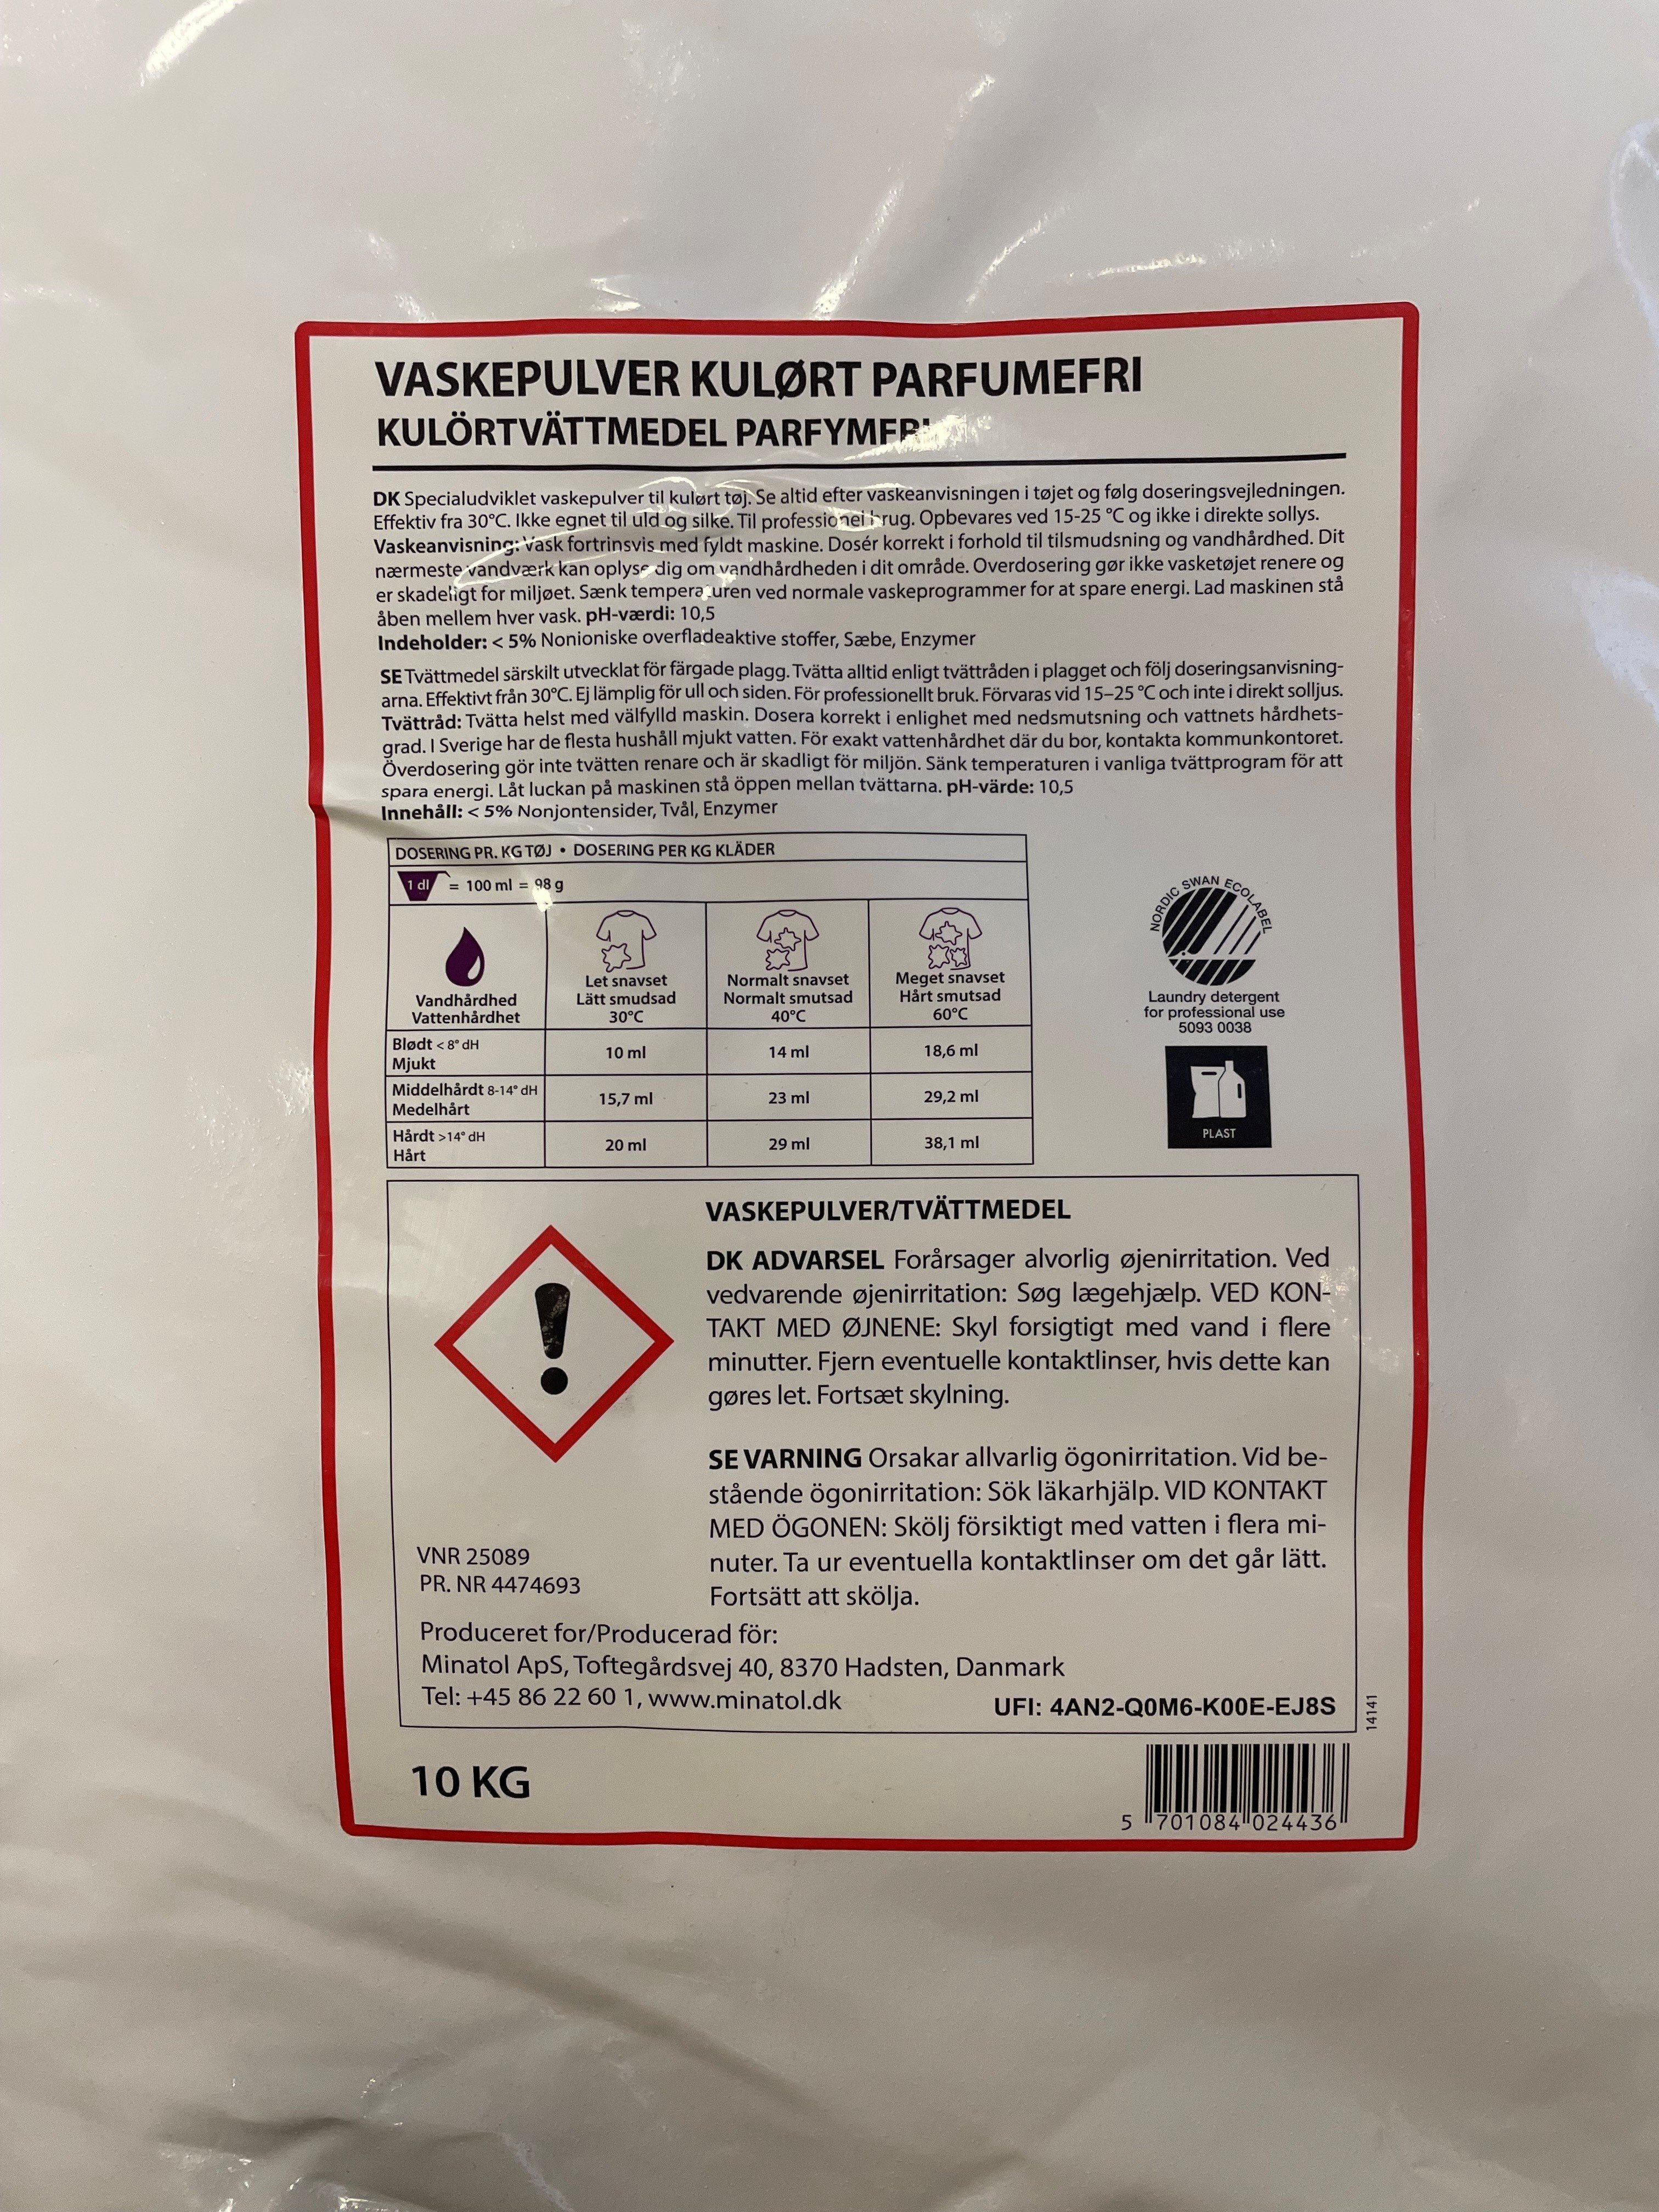 VASKEPULVER KULØRT PARFUMEFRI
KULÖRTVÄTTMEDEL PARFYMFRI
DK Specialudviklet vaskepulver til kulørt tøj. Se altid efter vaskeanvisningen i tøjet og følg doseringsvejledningen.
Effektiv fra 30°C. Ikke egnet til uld og silke. Til professionel brug. Opbevares ved 15-25 °C og ikke i direkte sollys.
Vaskeanvisning: Vask fortrinsvis med fyldt maskine. Dosér korrekt i forhold til tilsmudsning og vandhårdhed. Dit
nærmeste vandværk kan oplyse dig om vandhårdheden i dit område. Overdosering gør ikke vasketøjet renere og
er skadeligt for miljøet. Sænk temperaturen ved normale vaskeprogrammer for at spare energi. Lad maskinen stå
åben mellem hver vask. pH-værdi: 10,5
Indeholder: < 5% Nonioniske overfladeaktive stoffer, Sæbe, Enzymer
SE Tvättmedel särskilt utvecklat för färgade plagg. Tvätta alltid enligt tvättråden i plagget och följ doseringsanvisning-
arna. Effektivt från 30°C. Ej lämplig för ull och siden. För professionellt bruk. Förvaras vid 15–25 °C och inte i direkt solljus.
Tvättråd: Tvätta helst med välfylld maskin. Dosera korrekt i enlighet med nedsmutsning och vattnets hårdhets-
grad. I Sverige har de flesta hushåll mjukt vatten. För exakt vattenhårdhet där du bor, kontakta kommunkontoret.
Överdosering gör inte tvätten renare och är skadligt för miljön. Sänk temperaturen i vanliga tvättprogram för att
spara energi. Låt luckan på maskinen stå öppen mellan tvättarna. pH-värde: 10,5
Innehåll: < 5% Nonjontensider, Tvål, Enzymer
DOSERING PR. KG TØJ • DOSERING PER KG KLÄDER
1 dl = 100 ml = 98 g
Vandhårdhed
Vattenhårdhet
Let snavset
Lätt smudsad
30°C
Normalt snavset
Normalt smutsad
40°C
Meget snavset
Hårt smutsad
60°C
Blødt < 8° dH
Mjukt
10 ml
14 ml
18,6 ml
Middelhårdt 8-14° dH
Medelhårt
15,7 ml
23 ml
29,2 ml
Hårdt >14° dH
Hårt
20 ml
29 ml
38,1 ml
NORDIC SWAN ECOLABEL
Laundry detergent
for professional use
5093 0038
PLAST
VASKEPULVER/TVÄTTMEDEL
DK ADVARSEL Forårsager alvorlig øjenirritation. Ved
vedvarende øjenirritation: Søg lægehjælp. VED KON-
TAKT MED ØJNENE: Skyl forsigtigt med vand i flere
minutter. Fjern eventuelle kontaktlinser, hvis dette kan
gøres let. Fortsæt skylning.
SE VARNING Orsakar allvarlig ögonirritation. Vid be-
stående ögonirritation: Sök läkarhjälp. VID KONTAKT
MED ÖGONEN: Skölj försiktigt med vatten i flera mi-
nuter. Ta ur eventuella kontaktlinser om det går lätt.
Fortsätt att skölja.
VNR 25089
PR. NR 4474693
Produceret for/Producerad för:
Minatol ApS, Toftegårdsvej 40, 8370 Hadsten, Danmark
Tel: +45 86 22 60 1, www.minatol.dk
UFI: 4AN2-Q0M6-K00E-EJ8S
14141
10 KG
5 701084 024436